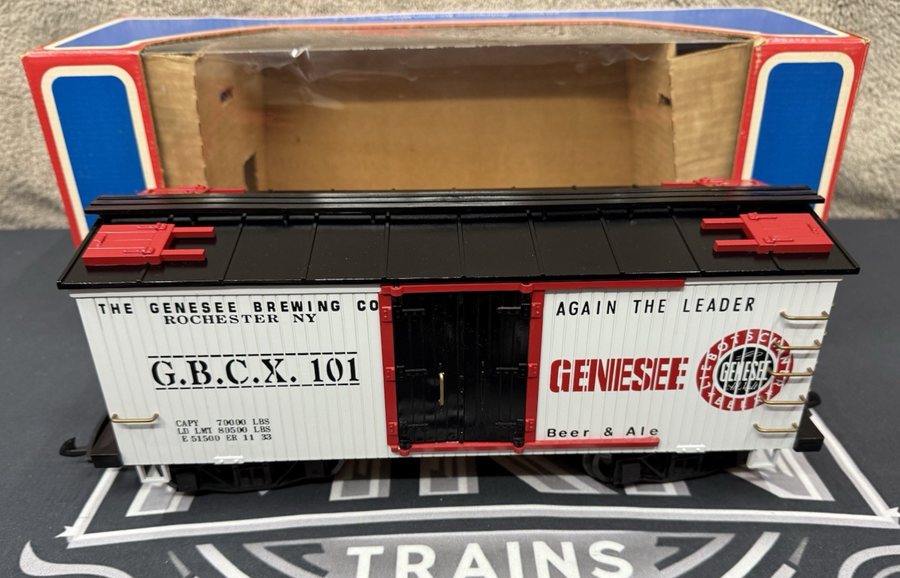 THE GENESEE BREWING CO
ROCHESTER NY
G.B.C.X. 101
CAPY 70000 LBS
LD LMT 89500 LBS
E 51500 ER 11 33
AGAIN THE LEADER
GENESEE
GENESEE
Beer & Ale
TRAINS